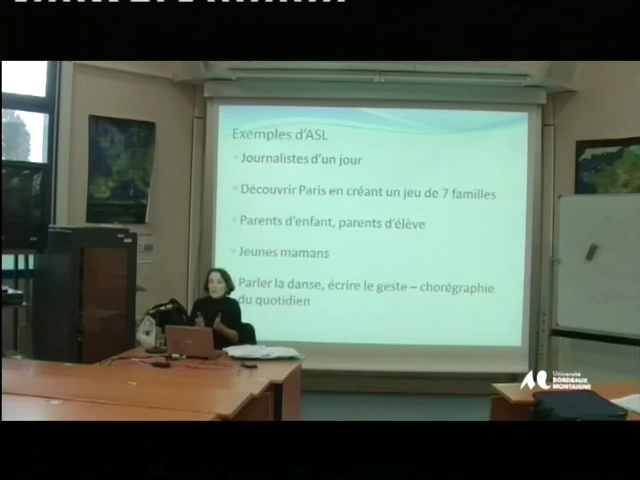 Exemples d'ASL
Journalistes d'un jour
Découvrir Paris en créant un jeu de 7 familles
Parents d'enfant, parents d'élève
Jeunes mamans
Parler la danse, écrire le geste – chorégraphie
du quotidien
Université
BORDEAUX
MONTAIGNE